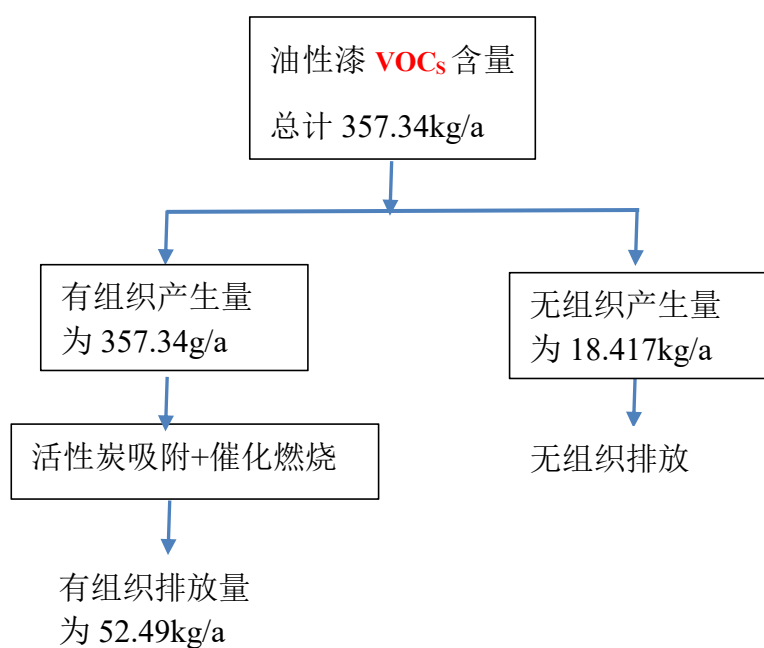 油性漆 VOCS 含量
总计 357.34kg/a
有组织产生量
为 357.34g/a
无组织产生量
为 18.417kg/a
活性炭吸附+催化燃烧
无组织排放
有组织排放量
为 52.49kg/a